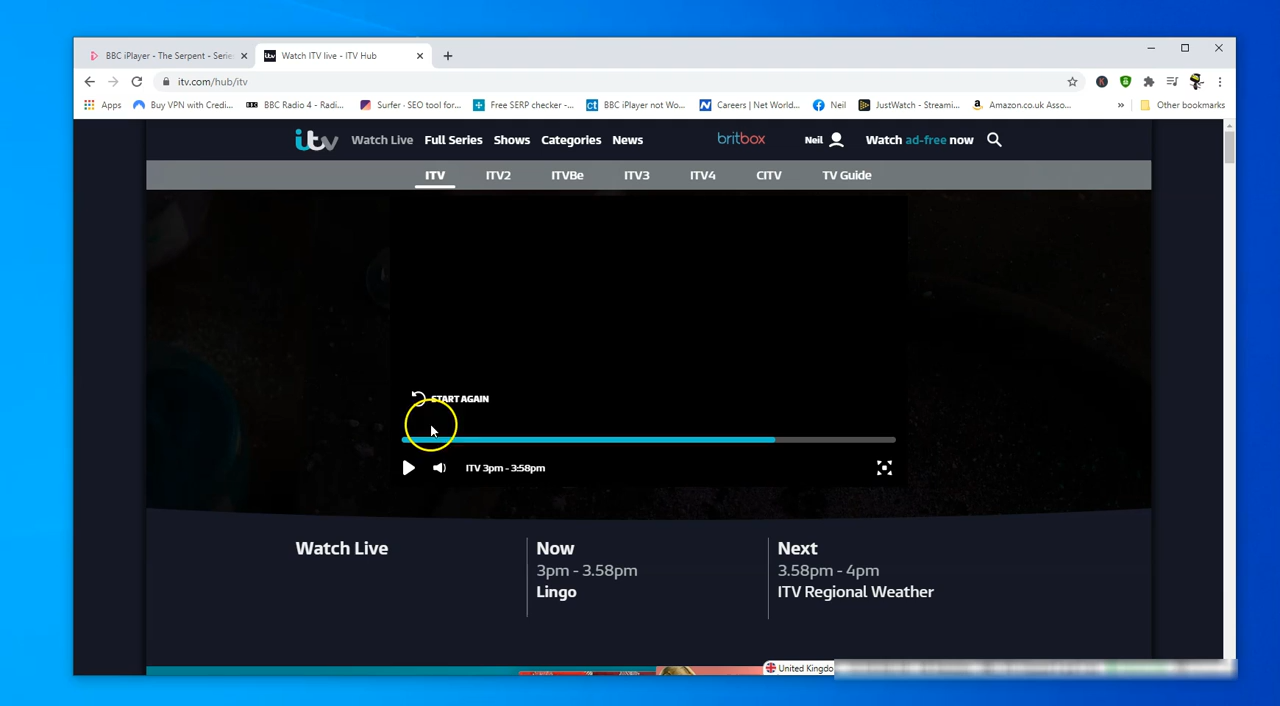 BBC iPlayer - The Serpent - Serie
Watch ITV live - ITV Hub
itv.com/hub/itv
Apps
Buy VPN with Credi...
BBC Radio 4 - Radi...
Surfer - SEO tool for...
Free SERP checker -...
BBC iPlayer not Wo...
Careers | Net World...
Neil
JustWatch - Streami...
Amazon.co.uk Asso...
»
Other bookmarks
itv
Watch Live
Full Series
Shows
Categories
News
britbox
Neil
Watch ad-free now
ITV
ITV2
ITVBe
ITV3
ITV4
CITV
TV Guide
START AGAIN
ITV 3pm - 3:58pm
Watch Live
Now
3pm - 3.58pm
Lingo
Next
3.58pm - 4pm
ITV Regional Weather
United Kingdo